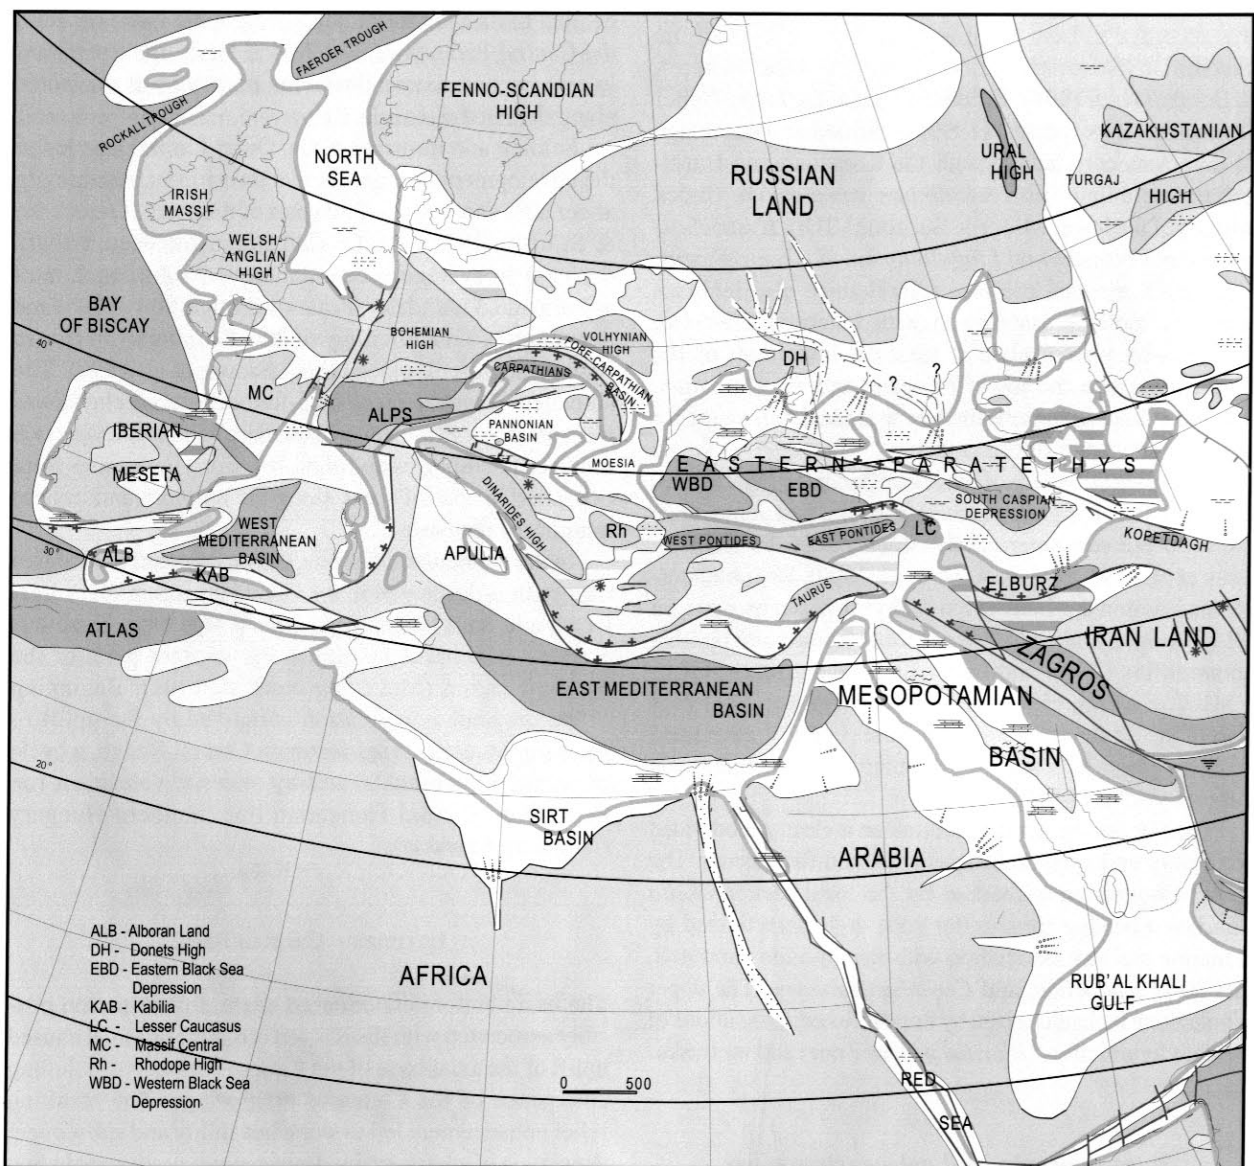 FAEROER TROUGH
ROCKALL TROUGH
FENNO-SCANDIAN
HIGH
NORTH
SEA
IRISH
MASSIF
WELSH-
ANGLIAN
HIGH
RUSSIAN
LAND
URAL
HIGH
TURGAJ
KAZAKHSTANIAN
HIGH
BAY
OF BISCAY
40°
BOHEMIAN
HIGH
VOLHYNIAN
HIGH
FORE-CARPATHIAN
BASIN
CARPATHIANS
DH
?
?
MC
ALPS
PANNONIAN
BASIN
IBERIAN
MESETA
MOESIA
EASTERN PARATETHYS
WBD
EBD
SOUTH CASPIAN
DEPRESSION
DINARIDES HIGH
WEST
MEDITERRANEAN
BASIN
30°
ALB
KAB
APULIA
Rh
WEST PONTIDES
EAST PONTIDES
LC
KOPETDAGH
ELBURZ
TAURUS
ATLAS
IRAN LAND
ZAGROS
EAST MEDITERRANEAN
BASIN
MESOPOTAMIAN
BASIN
20°
SIRT
BASIN
ARABIA
AFRICA
RUB' AL KHALI
GULF
RED
SEA
ALB - Alboran Land
DH - Donets High
EBD - Eastern Black Sea
Depression
KAB - Kabilia
LC - Lesser Caucasus
MC - Massif Central
Rh - Rhodope High
WBD - Western Black Sea
Depression
0 500